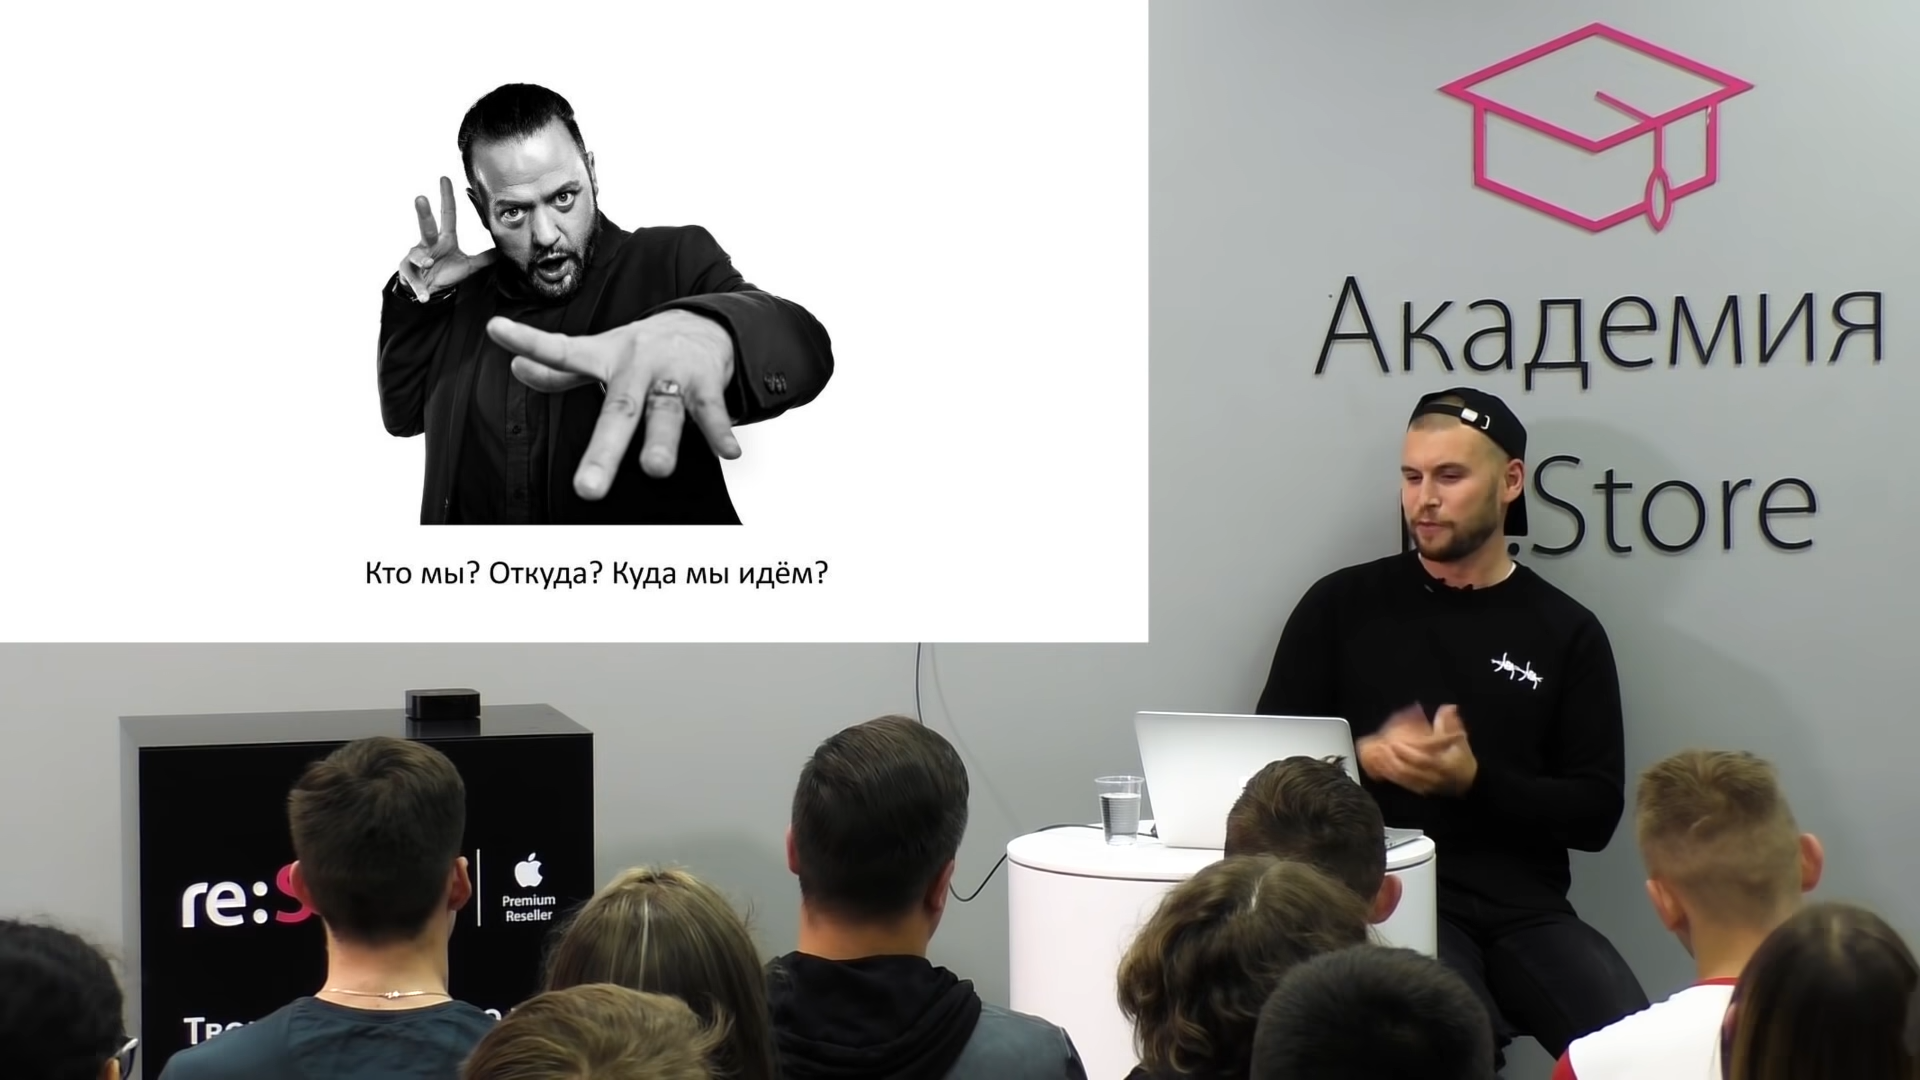 Кто мы? Откуда? Куда мы идём?
Академия
:Store
re:S
Premium
Reseller